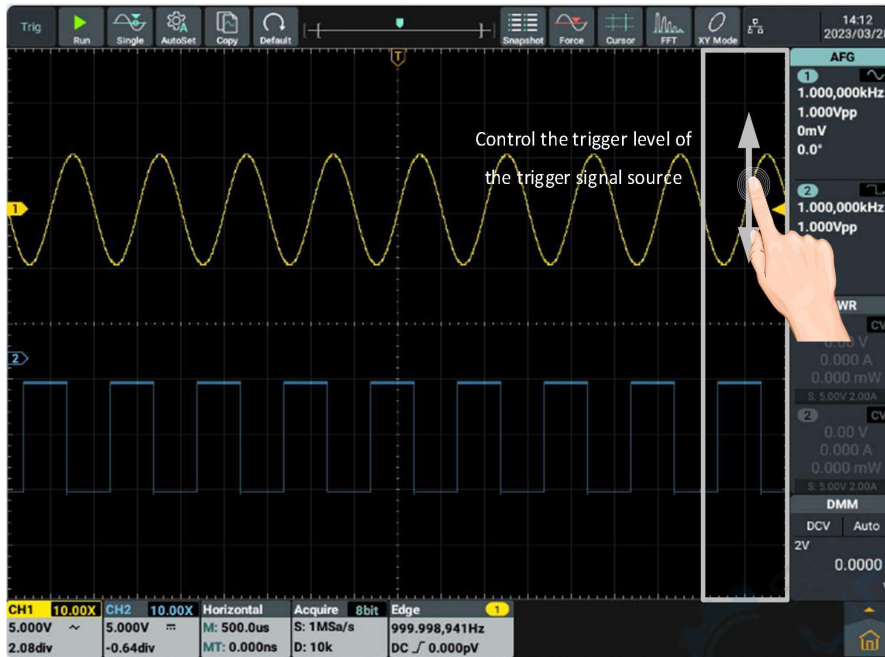 Trig
Run
Single
AutoSet
Copy
Default
Snapshot
Force
Cursor
FFT
XY Mode
14:12
2023/03/28
T
AFG
1
1.000,000kHz
1.000Vpp
0mV
0.0°
2
1.000,000kHz
1.000Vpp
Control the trigger level of
the trigger signal source
1
2
WR
CV
0.00 V
0.000 A
0.000 mW
S: 5.00V 2.00A
2 CV
0.00 V
0.000 A
0.000 mW
S: 5.00V 2.00A
DMM
DCV Auto
2V
0.0000
CH1 10.00X
5.000V
2.08div
CH2 10.00X
5.000V
-0.64div
Horizontal
M: 500.0us
MT: 0.000ns
Acquire 8bit
S: 1MSa/s
D: 10k
Edge 1
999.998,941Hz
DC 0.000pV